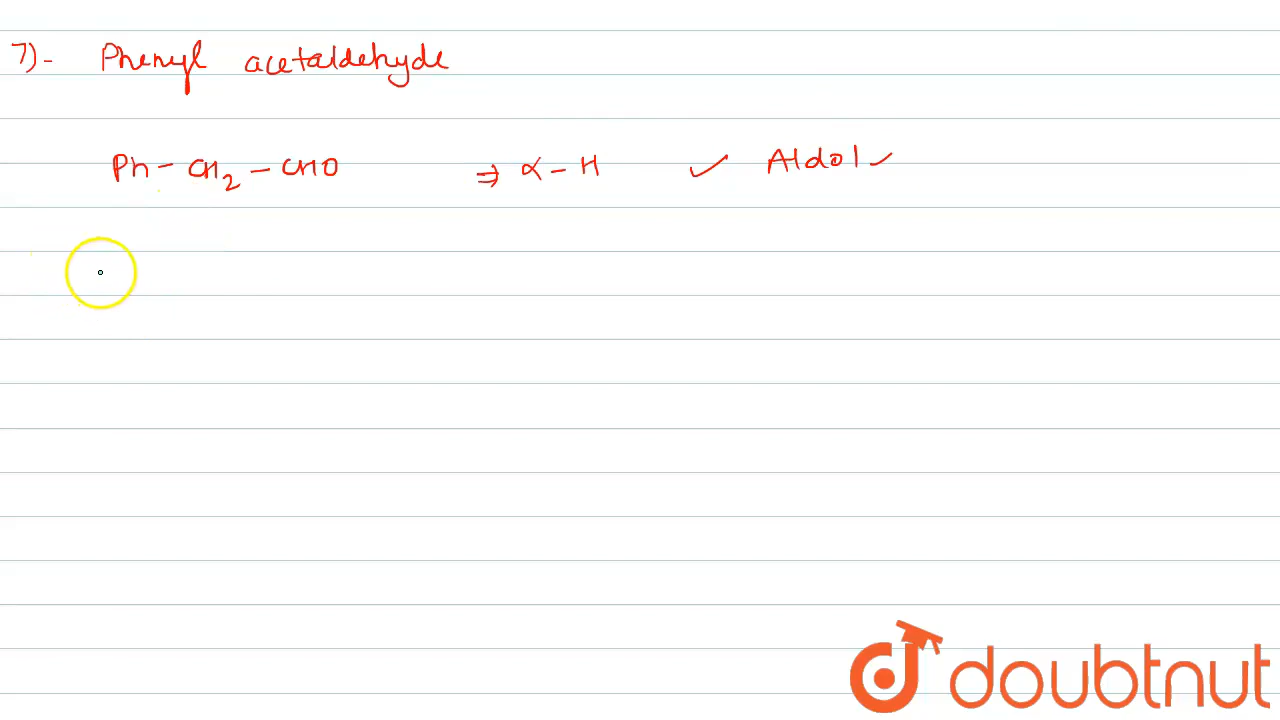 7)- Phenyl acetaldehyde
Ph - CH2 - CHO ⇒ α - H ✓ Aldol ✓
doubtnut